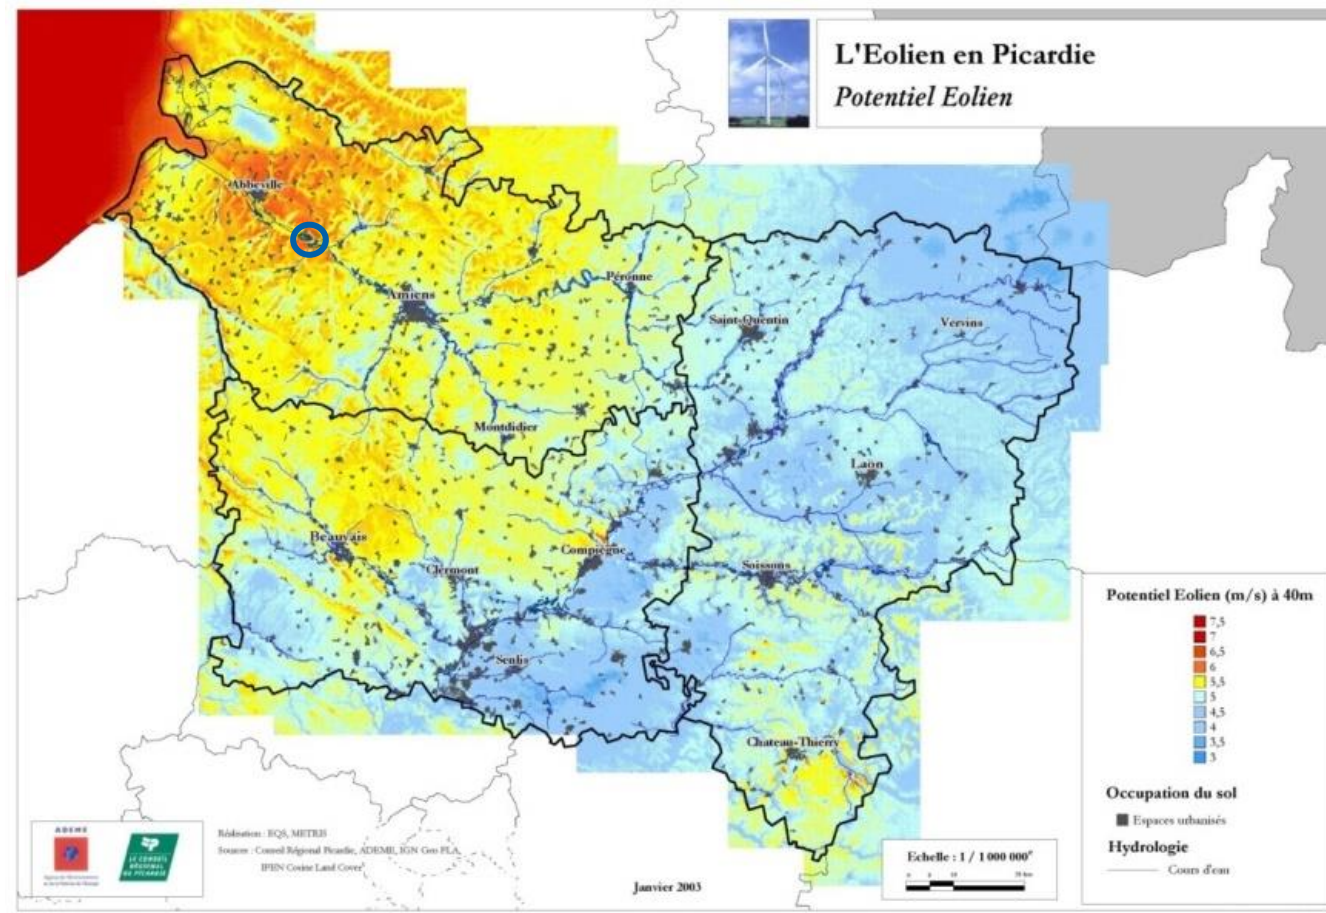 L'Eolien en Picardie
Potentiel Eolien
Abbeville
Amiens
Péronne
Saint-Quentin
Vervins
Montdidier
Laon
Beauvais
Clermont
Compiègne
Soissons
Senlis
Chateau-Thierry
Potentiel Eolien (m/s) à 40m
7,5
7
6,5
6
5,5
5
4,5
4
3,5
3
Occupation du sol
Espaces urbanisés
Hydrologie
Cours d'eau
ADEME
LE CONSEIL
RÉGIONAL
DE PICARDIE
Réalisation : EQS, METRIS
Sources : Conseil Régional Picardie, ADEME, IGN Geo FLA,
Land Cover
Janvier 2003
Echelle : 1 / 1 000 000°